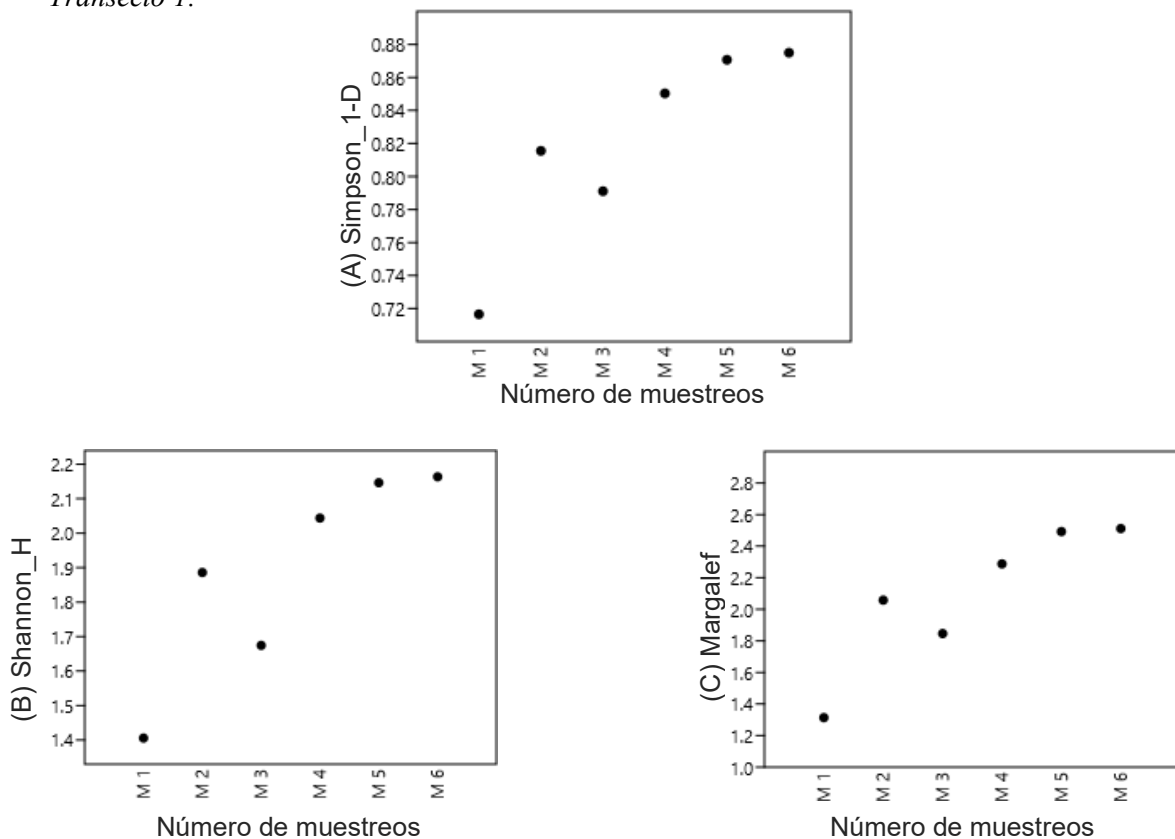 Transecto 1.
0.88
0.86
0.84
0.82
0.80
0.78
0.76
0.74
0.72
(A) Simpson_1-D
M 1
M 2
M 3
M 4
M 5
M 6
Número de muestreos
2.2
2.1
2.0
1.9
1.8
1.7
1.6
1.5
1.4
(B) Shannon_H
M 1
M 2
M 3
M 4
M 5
M 6
Número de muestreos
2.8
2.6
2.4
2.2
2.0
1.8
1.6
1.4
1.2
1.0
(C) Margalef
M 1
M 2
M 3
M 4
M 5
M 6
Número de muestreos